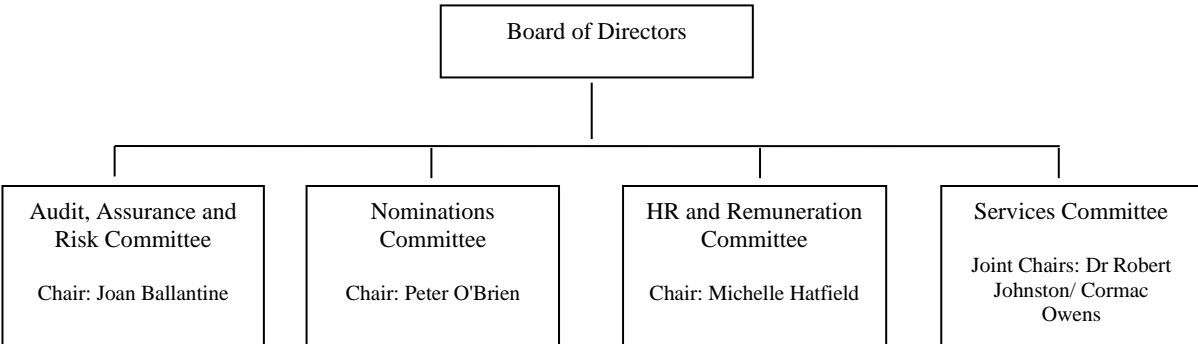 Board of Directors
Audit, Assurance and
Risk Committee
Chair: Joan Ballantine
Nominations
Committee
Chair: Peter O'Brien
HR and Remuneration
Committee
Chair: Michelle Hatfield
Services Committee
Joint Chairs: Dr Robert
Johnston/ Cormac
Owens